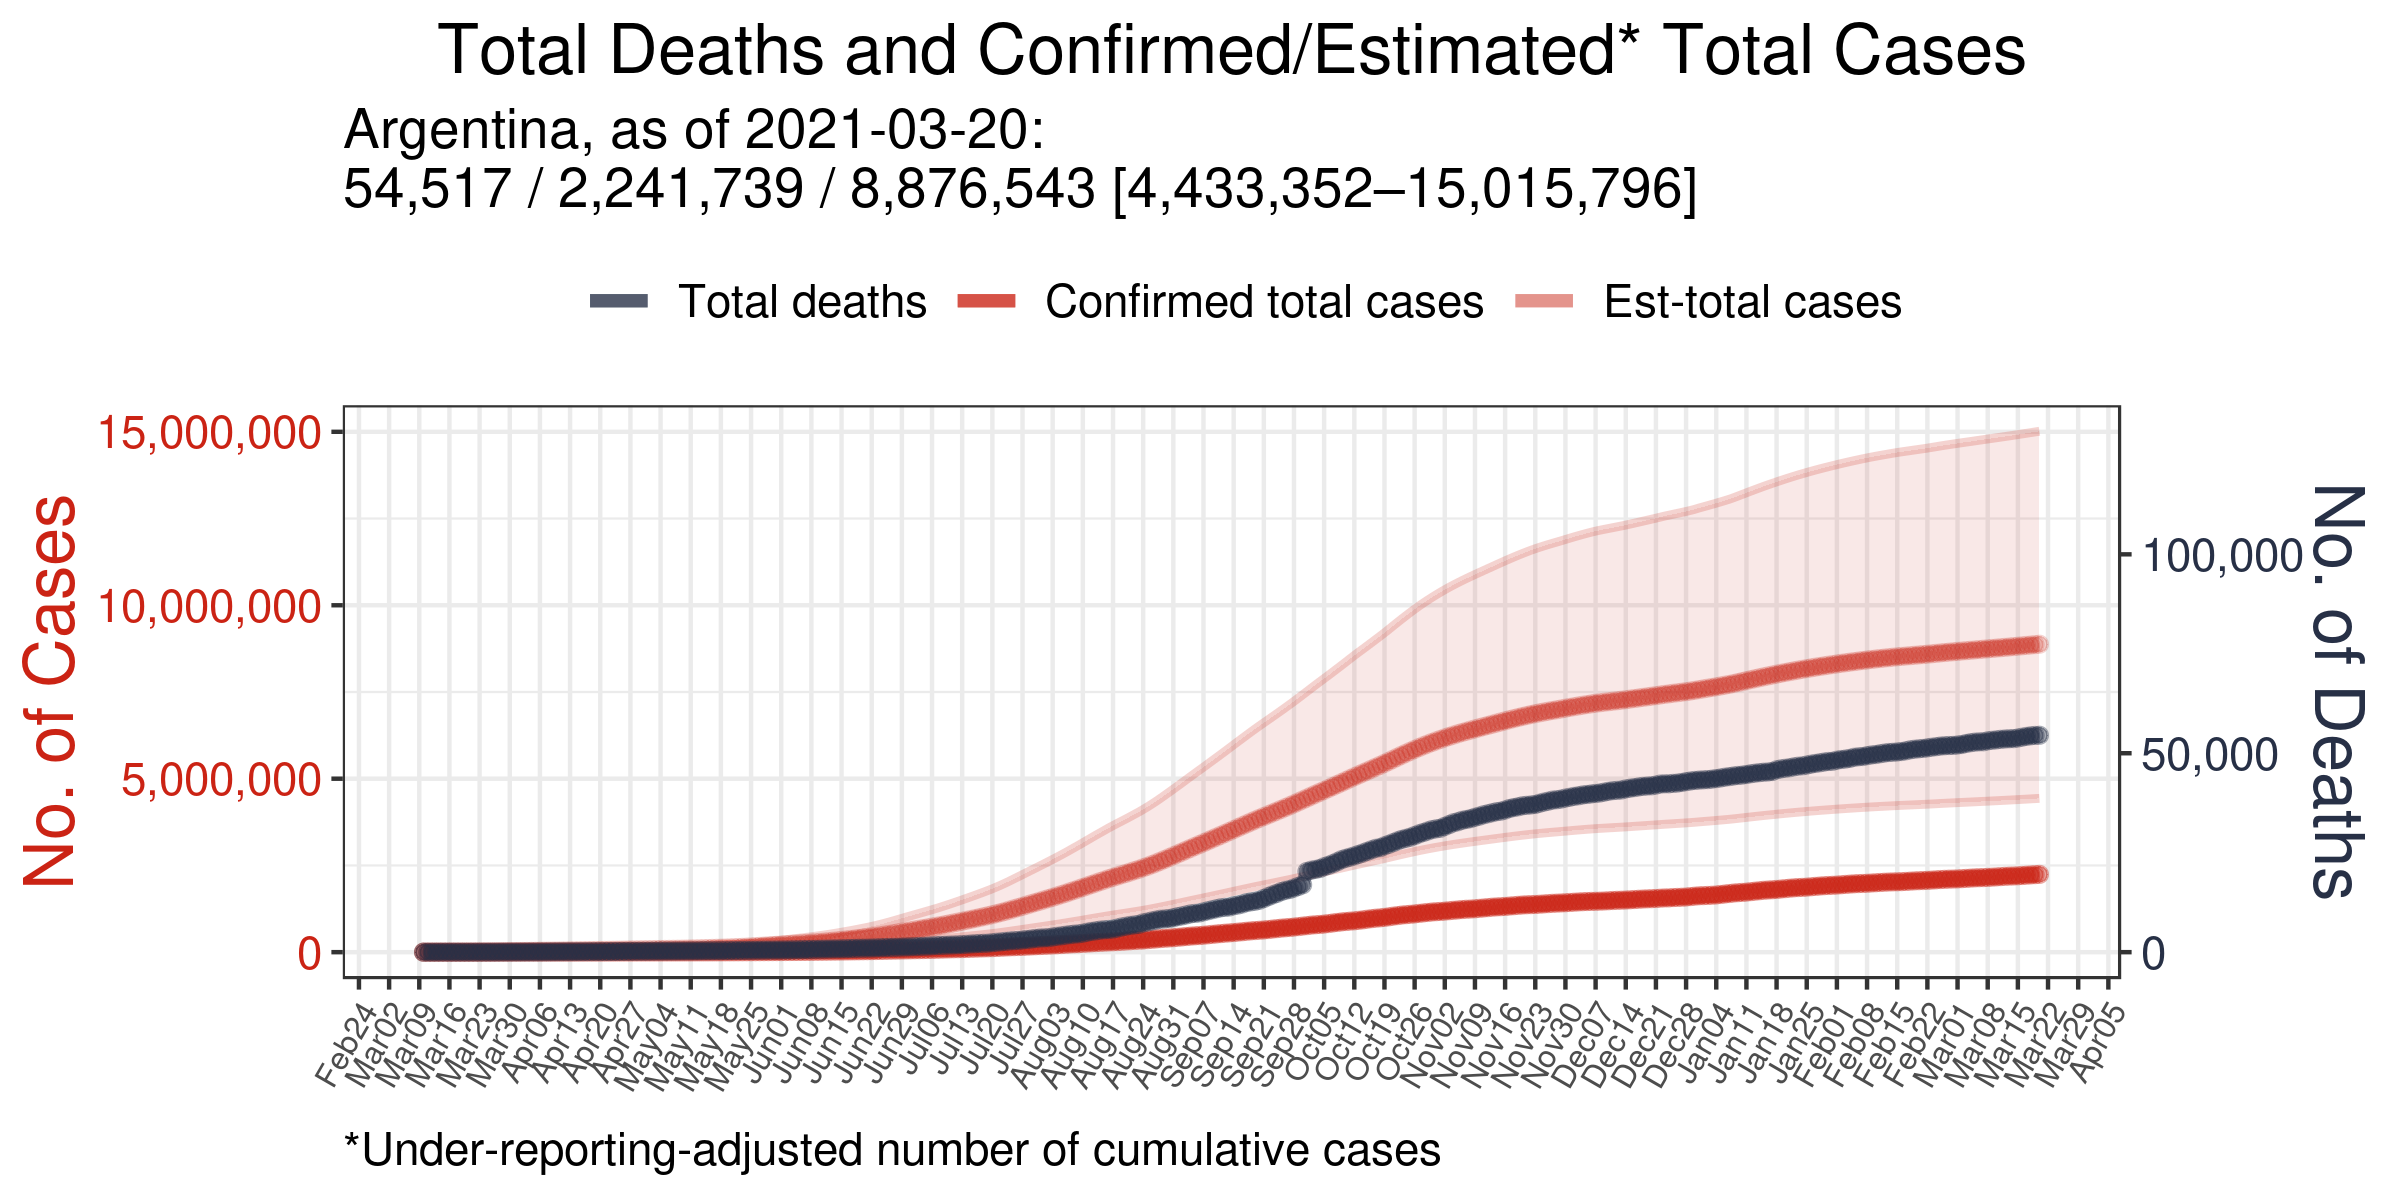 Total Deaths and Confirmed/Estimated* Total Cases
Argentina, as of 2021-03-20:
54,517 / 2,241,739 / 8,876,543 [4,433,352–15,015,796]
Total deaths
Confirmed total cases
Est-total cases
No. of Cases
15,000,000
10,000,000
5,000,000
0
100,000
50,000
0
No. of Deaths
Feb24
Mar02
Mar09
Mar16
Mar23
Mar30
Apr06
Apr13
Apr20
Apr27
May04
May11
May18
May25
Jun01
Jun08
Jun15
Jun22
Jun29
Jul06
Jul13
Jul20
Jul27
Aug03
Aug10
Aug17
Aug24
Aug31
Sep07
Sep14
Sep21
Sep28
Oct05
Oct12
Oct19
Oct26
Nov02
Nov09
Nov16
Nov23
Nov30
Dec07
Dec14
Dec21
Dec28
Jan04
Jan11
Jan18
Jan25
Feb01
Feb08
Feb15
Feb22
Mar01
Mar08
Mar15
Mar22
Mar29
Apr05
*Under-reporting-adjusted number of cumulative cases